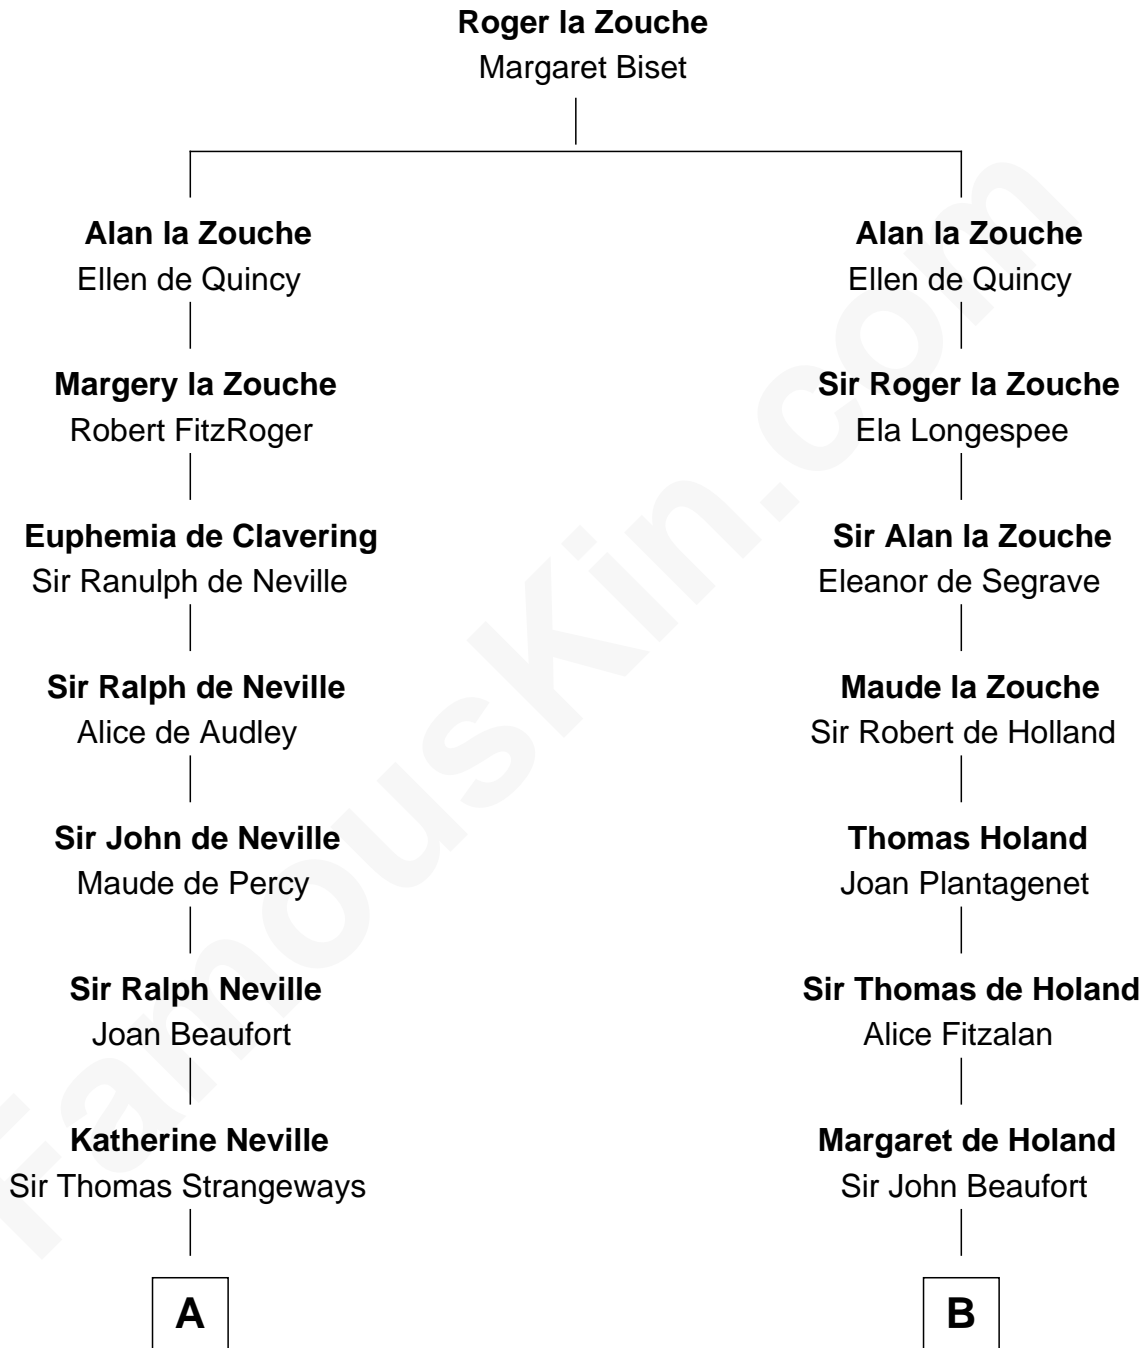 Roger la Zouche
Margaret Biset
Alan la Zouche
Ellen de Quincy
Margery la Zouche
Robert FitzRoger
Euphemia de Clavering
Sir Ranulph de Neville
Sir Ralph de Neville
Alice de Audley
Sir John de Neville
Maude de Percy
Sir Ralph Neville
Joan Beaufort
Katherine Neville
Sir Thomas Strangeways
A
Alan la Zouche
Ellen de Quincy
Sir Roger la Zouche
Ela Longespee
Sir Alan la Zouche
Eleanor de Segrave
Maude la Zouche
Sir Robert de Holland
Thomas Holand
Joan Plantagenet
Sir Thomas de Holand
Alice Fitzalan
Margaret de Holand
Sir John Beaufort
B
FamousKin.com